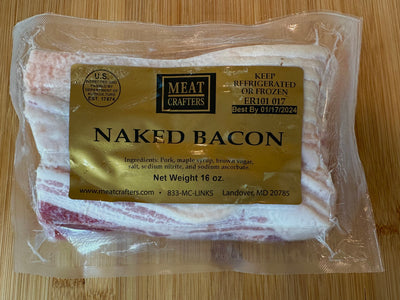 U.S.
INSPECTED AND
PASSED BY
DEPARTMENT OF
AGRICULTURE
EST. 17474
MEAT
CRAFTERS
KEEP
REFRIGERATED
OR FROZEN
ER101 017
Best By 01/17/2024
NAKED BACON
Ingredients: Pork, maple syrup, brown sugar,
salt, sodium nitrite, and sodium ascorbate.
Net Weight 16 oz.
www.meatcrafters.com • 833-MC-LINKS • Landover, MD 20785